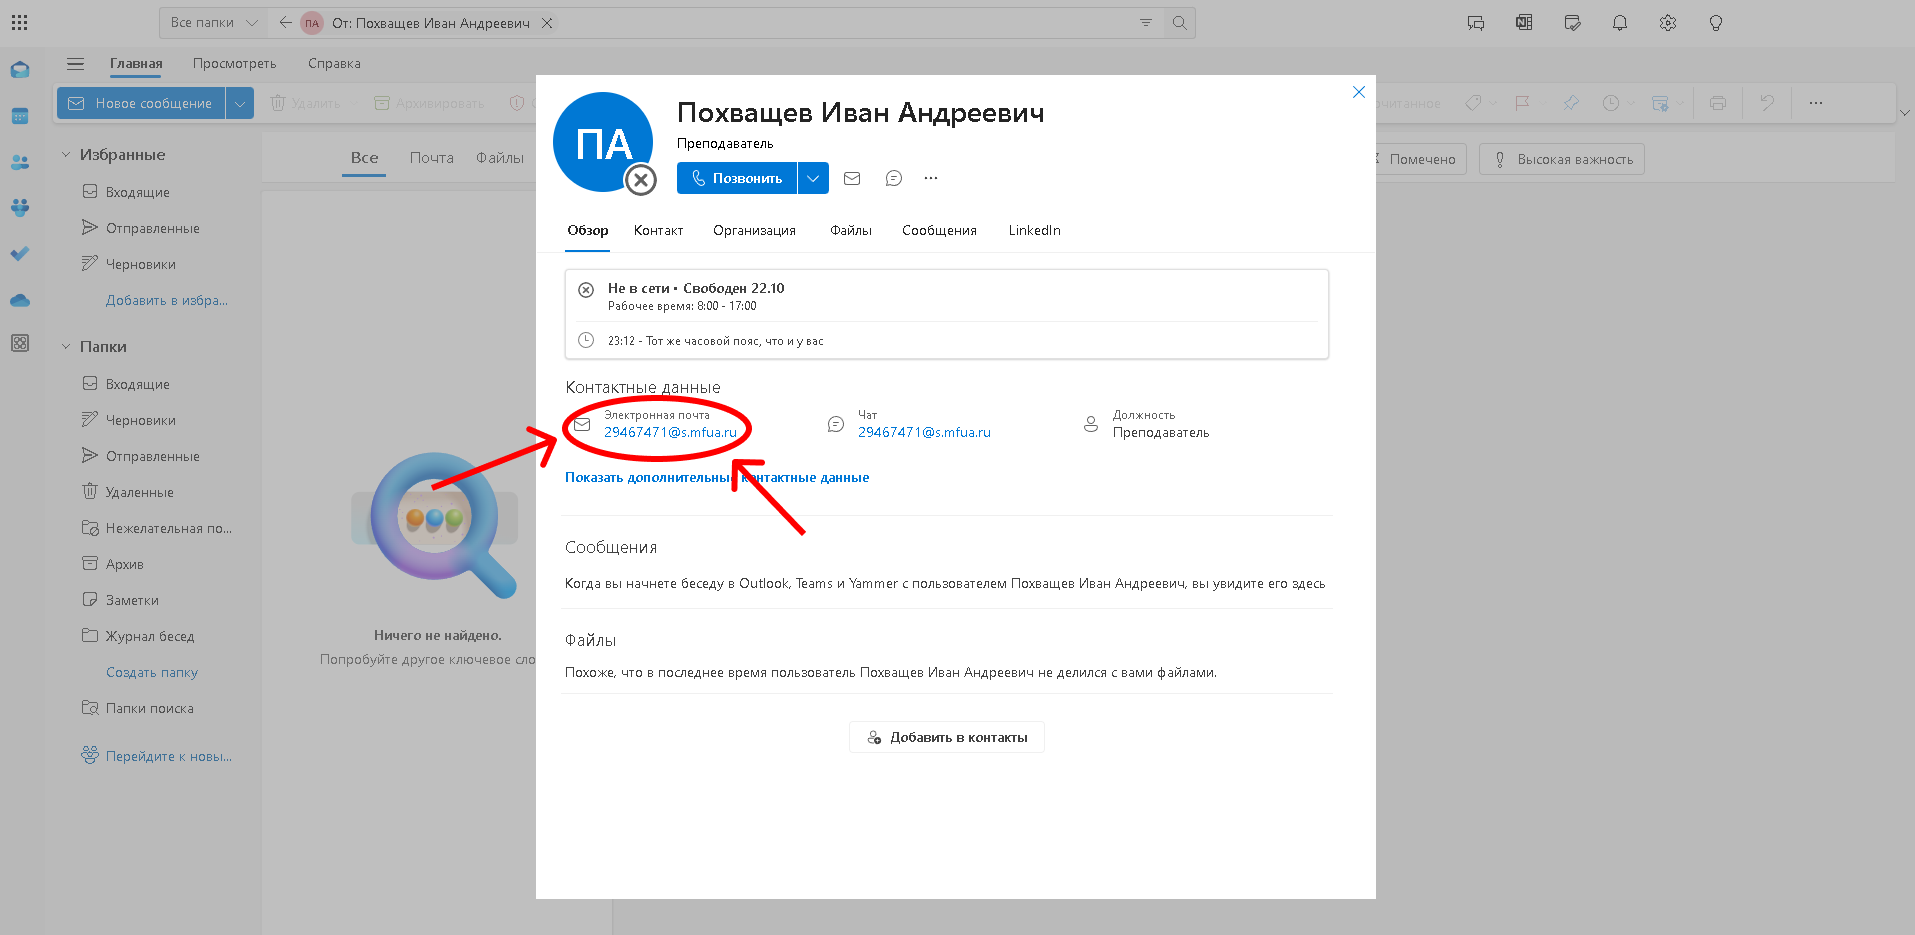 Все папки
ПА От: Похващев Иван Андреевич
Главная Просмотреть Справка
Новое сообщение Удалить Архивировать
Избранные
Входящие
Отправленные
Черновики
Добавить в избра...
Папки
Входящие
Черновики
Отправленные
Удаленные
Нежелательная по...
Архив
Заметки
Журнал бесед
Создать папку
Папки поиска
Перейдите к новы...
Все Почта Файлы
Помечено Высокая важность
Ничего не найдено.
Попробуйте другое ключевое сло
ПА
Похващев Иван Андреевич
Преподаватель
Позвонить
Обзор Контакт Организация Файлы Сообщения LinkedIn
Не в сети • Свободен 22.10
Рабочее время: 8:00 - 17:00
23:12 - Тот же часовой пояс, что и у вас
Контактные данные
Электронная почта
29467471@s.mfua.ru
Чат
29467471@s.mfua.ru
Должность
Преподаватель
Показать дополнительные контактные данные
Сообщения
Когда вы начнете беседу в Outlook, Teams и Yammer с пользователем Похващев Иван Андреевич, вы увидите его здесь
Файлы
Похоже, что в последнее время пользователь Похващев Иван Андреевич не делился с вами файлами.
Добавить в контакты